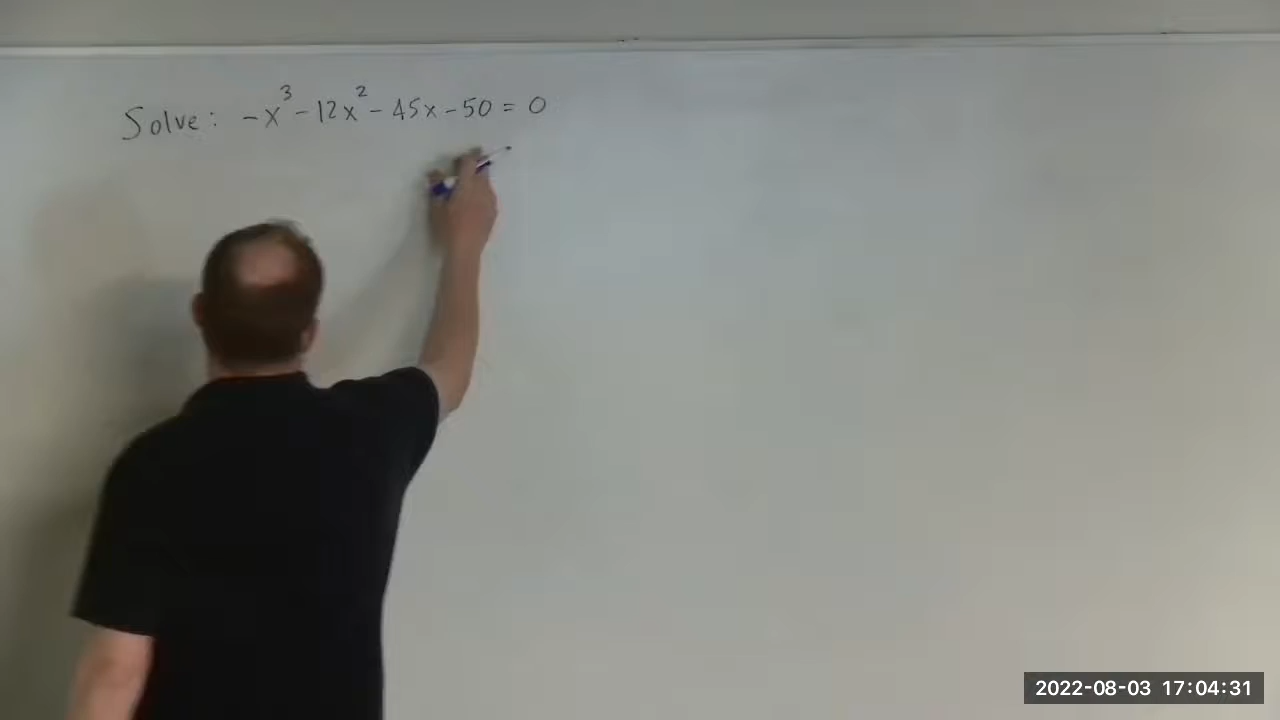 Solve: -x³ - 12x² - 45x - 50 = 0
2022-08-03 17:04:31